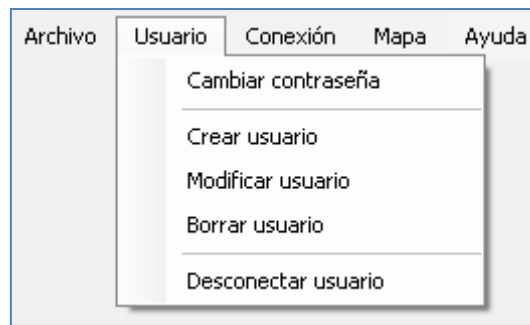 Archivo Usuario Conexión Mapa Ayuda
Cambiar contraseña
Crear usuario
Modificar usuario
Borrar usuario
Desconectar usuario